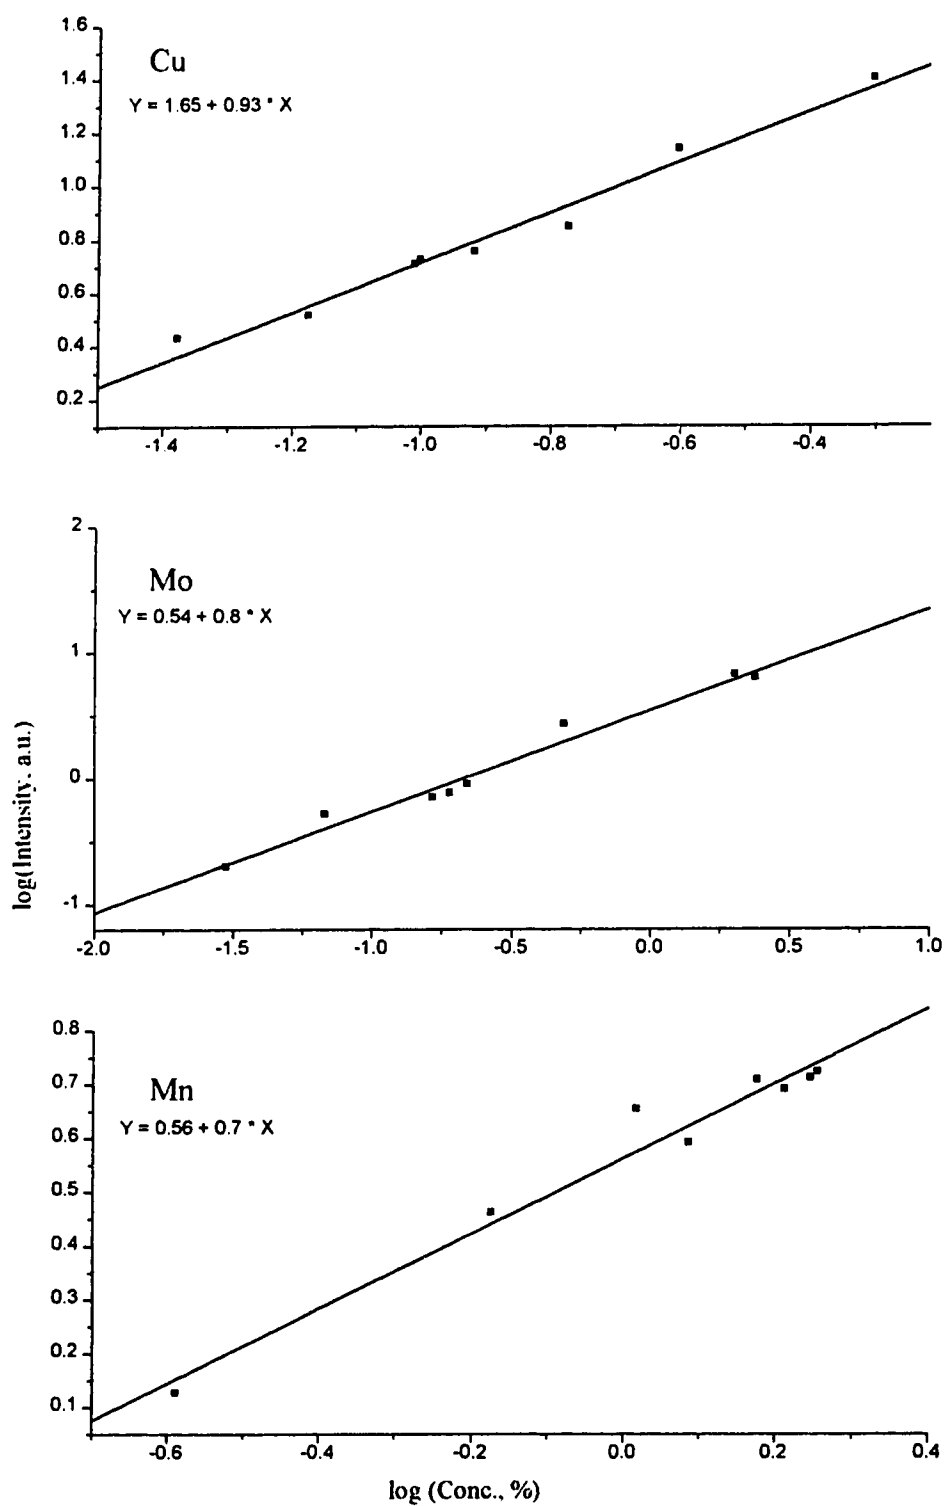 1.6
Cu
1.4
Y = 1.65 + 0.93 * X
1.2
1.0
0.8
0.6
0.4
0.2
-1.4 -1.2 -1.0 -0.8 -0.6 -0.4
2
Mo
Y = 0.54 + 0.8 * X
1
0
-1
-2.0 -1.5 -1.0 -0.5 0.0 0.5 1.0
log(Intensity, a.u.)
0.8
0.7
Mn
Y = 0.56 + 0.7 * X
0.6
0.5
0.4
0.3
0.2
0.1
-0.6 -0.4 -0.2 0.0 0.2 0.4
log (Conc., %)